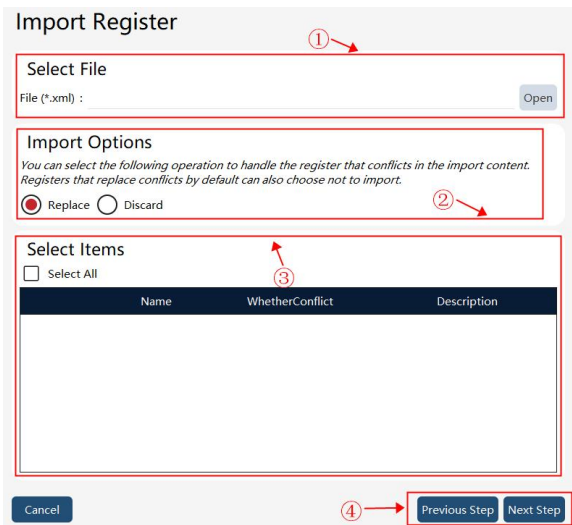 Import Register
①
Select File
File (*.xml) :
Open
Import Options
You can select the following operation to handle the register that conflicts in the import content.
Registers that replace conflicts by default can also choose not to import.
Replace Discard
②
Select Items
Select All
③
Name WhetherConflict Description
Cancel
④
Previous Step Next Step